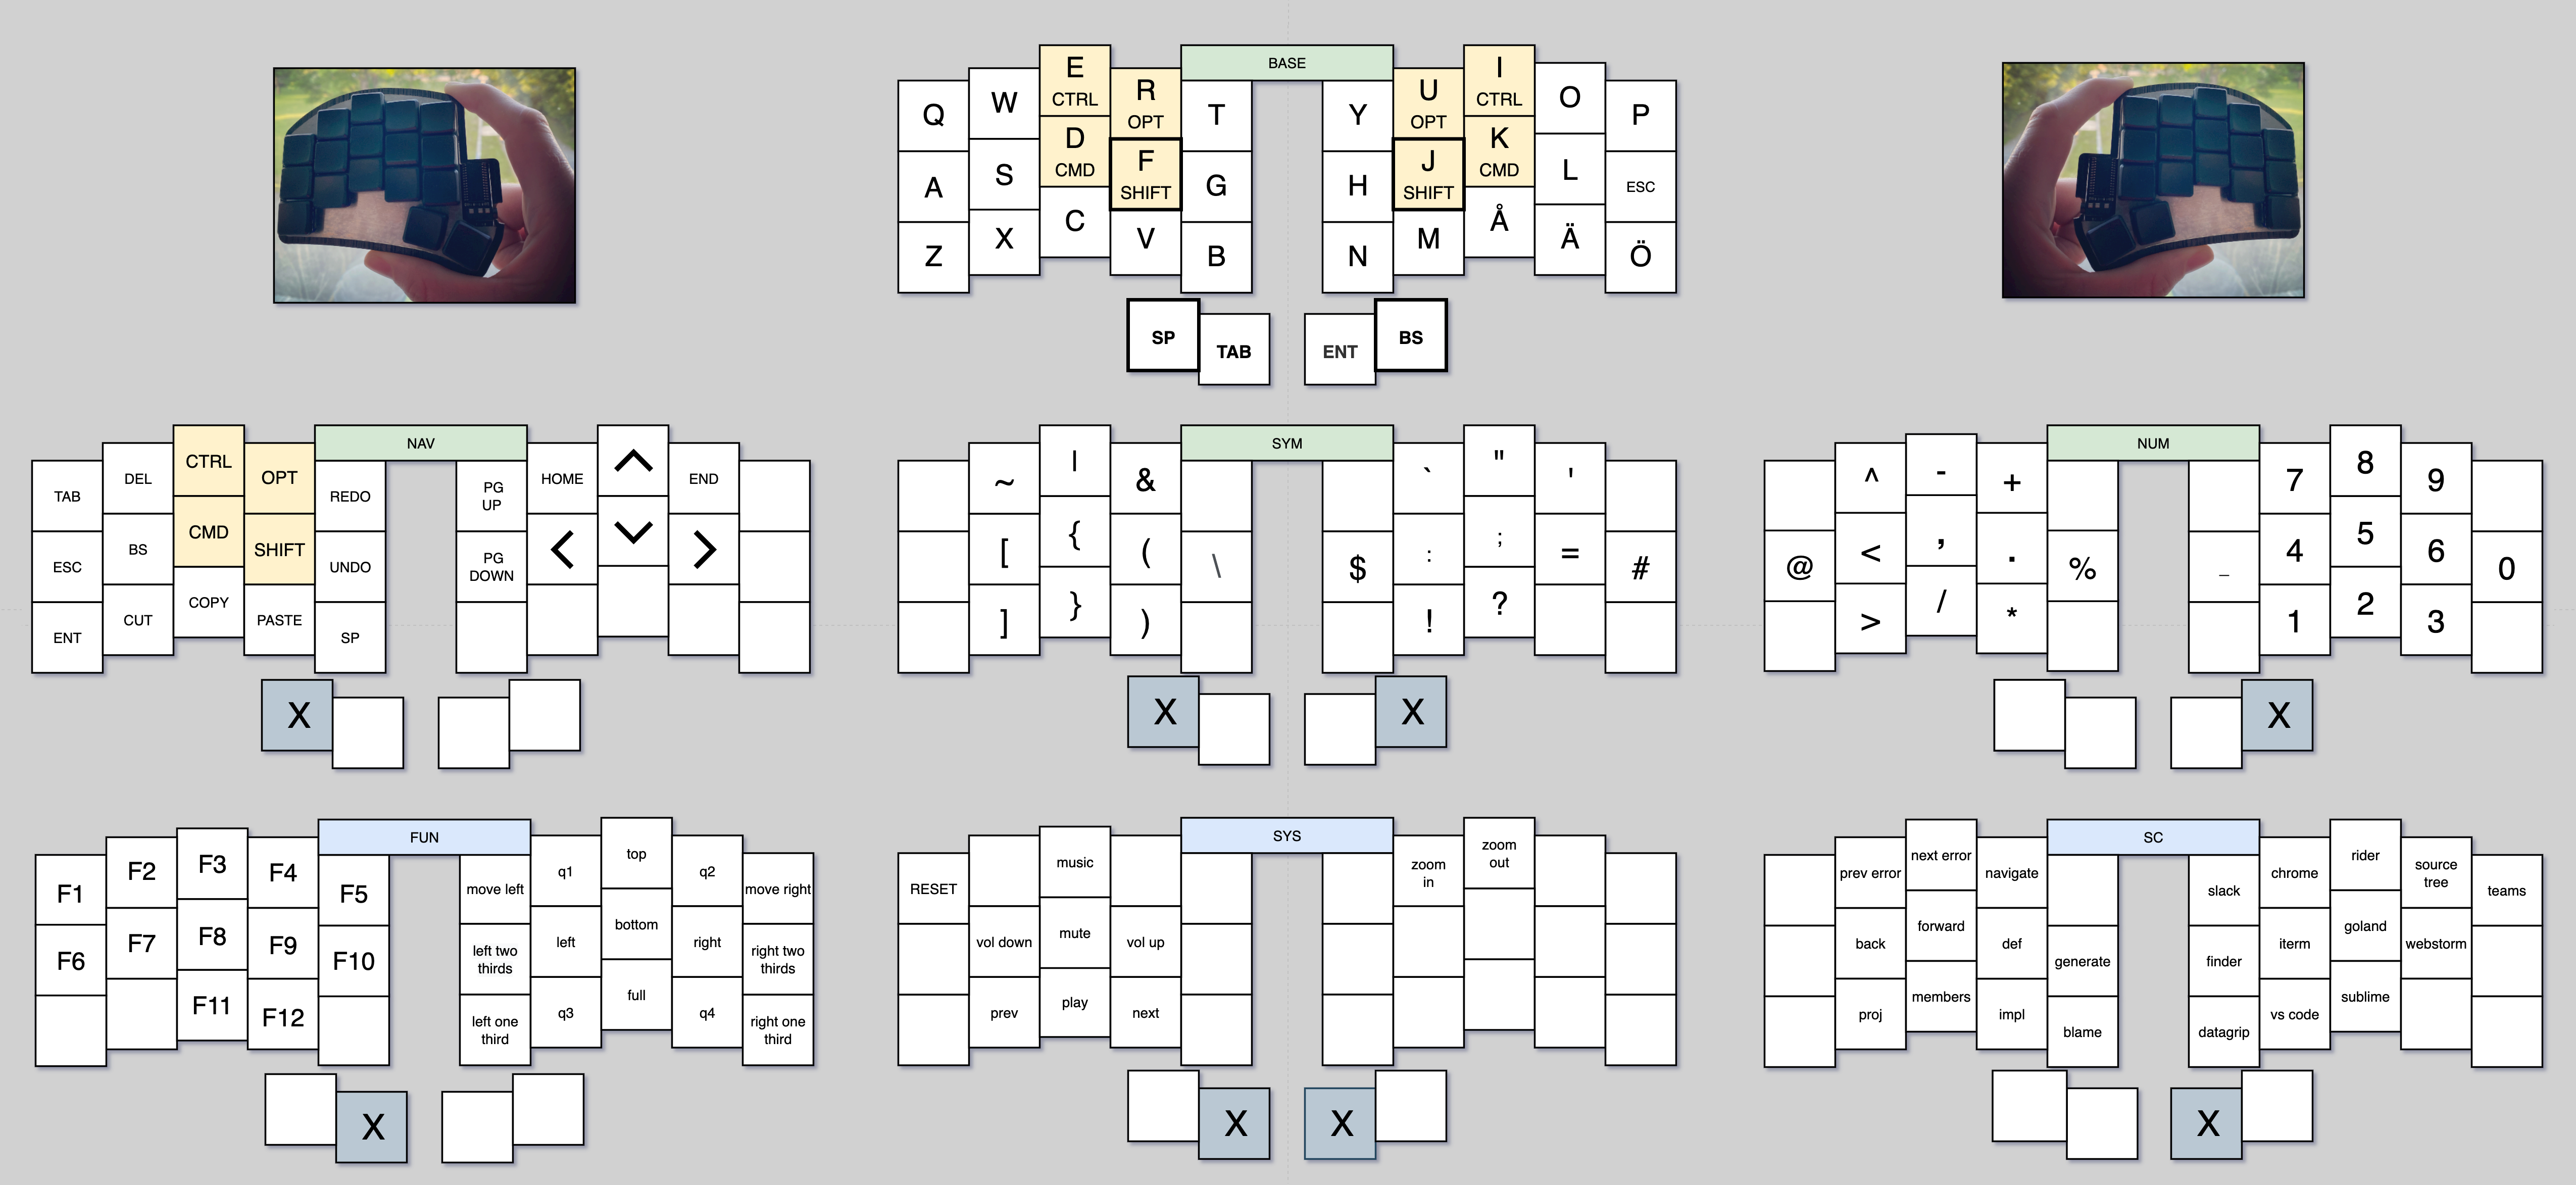 BASE
Q W E R T Y U I O P
CTRL OPT OPT CTRL
A S D F G H J K L ESC
CMD SHIFT SHIFT CMD
Z X C V B N M Å Ä Ö
SP TAB ENT BS
NAV
TAB DEL CTRL OPT REDO PG UP HOME ^ END
ESC BS CMD SHIFT UNDO PG DOWN < v >
ENT CUT COPY PASTE SP
X
SYM
~ | & ` " '
[ { ( \ $ : ; = #
] } ) ! ?
X X
NUM
^ - + 7 8 9
@ < , . % _ 4 5 6 0
> / * 1 2 3
X
FUN
F1 F2 F3 F4 F5 move left q1 top q2 move right
F6 F7 F8 F9 F10 left two thirds left bottom right right two thirds
F11 F12 left one third q3 full q4 right one third
X
SYS
RESET music zoom in zoom out
vol down mute vol up
prev play next
X X
SC
prev error next error navigate slack chrome rider source tree teams
back forward def generate finder iterm goland webstorm
proj members impl blame datagrip vs code sublime
X